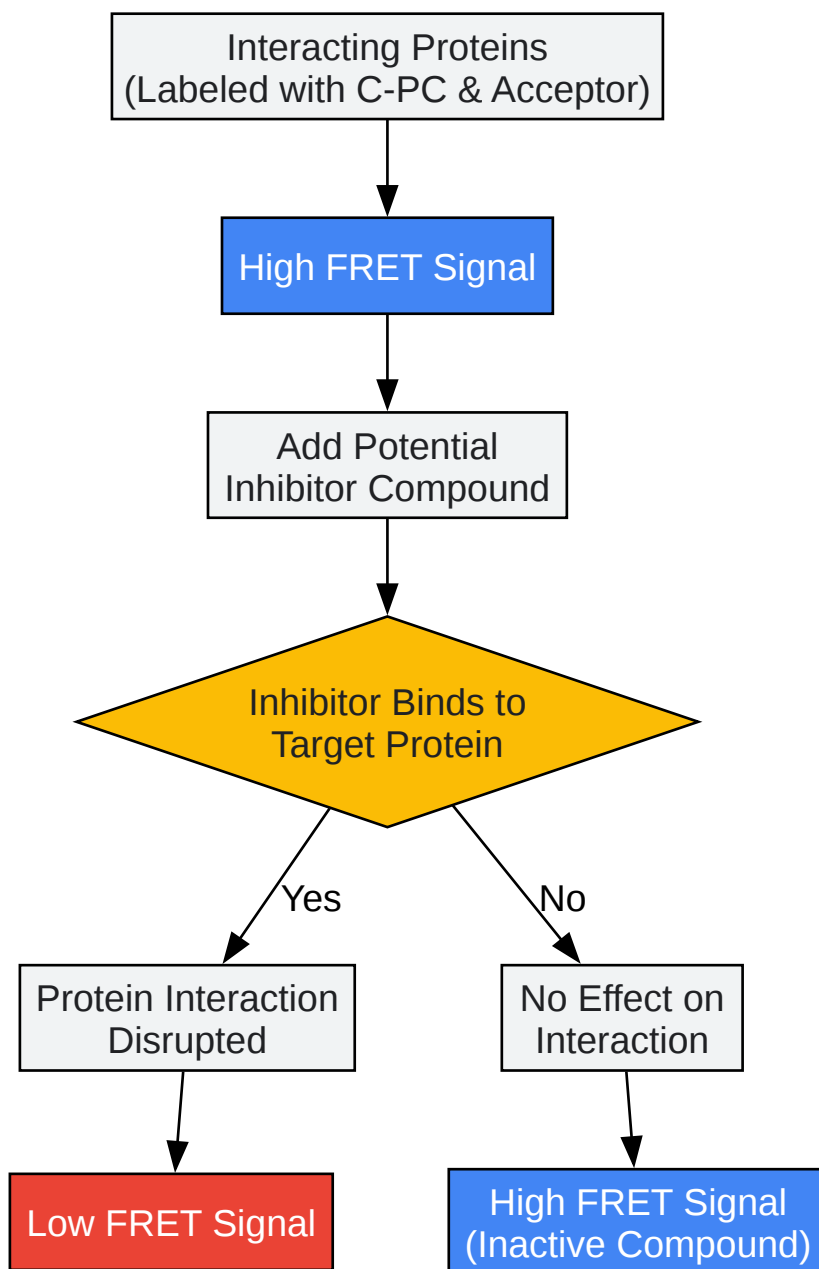 Interacting Proteins
(Labeled with C-PC & Acceptor)
High FRET Signal
Add Potential
Inhibitor Compound
Inhibitor Binds to
Target Protein
Yes
No
Protein Interaction
Disrupted
No Effect on
Interaction
Low FRET Signal
High FRET Signal
(Inactive Compound)